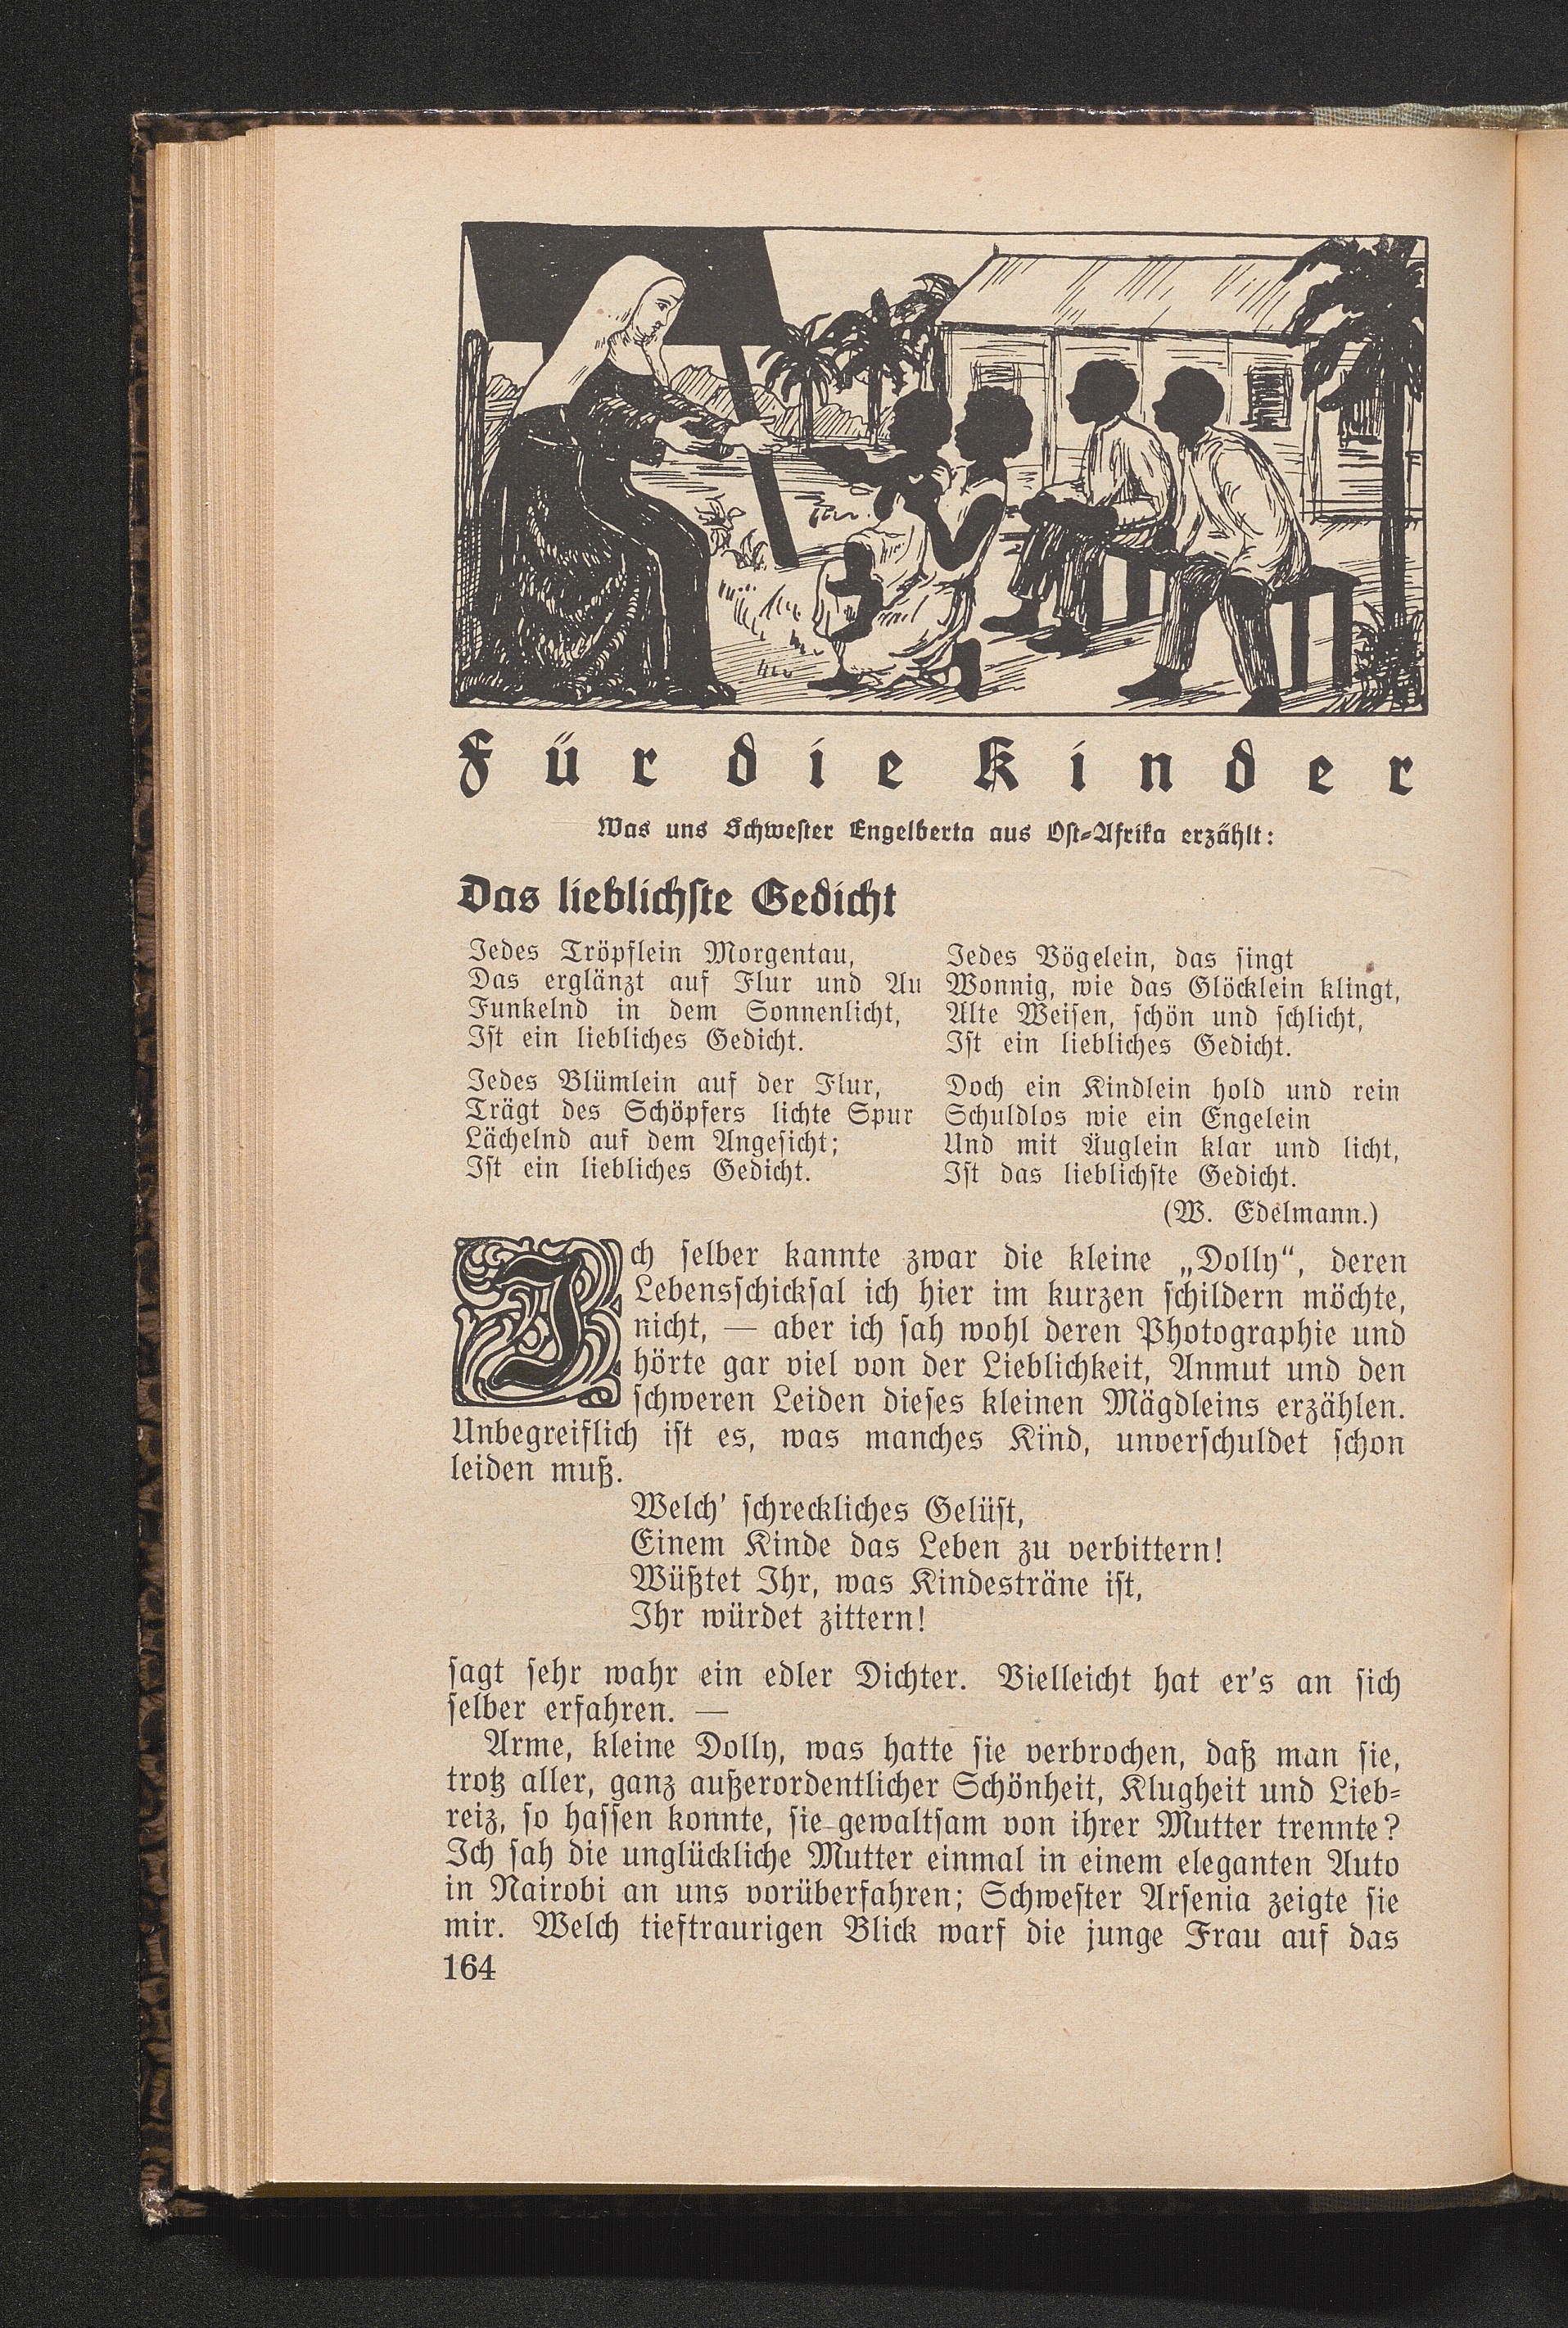 Für die Kinder
Was uns Schwester Engelberta aus Ost-Afrika erzählt:
Das lieblichste Gedicht
Jedes Tröpflein Morgentau,
Das erglänzt auf Flur und Au
Funkelnd in dem Sonnenlicht,
Ist ein liebliches Gedicht.
Jedes Blümlein auf der Flur,
Trägt des Schöpfers lichte Spur
Lächelnd auf dem Angesicht;
Ist ein liebliches Gedicht.
Jedes Vögelein, das singt
Wonnig, wie das Glöcklein klingt,
Alte Weisen, schön und schlicht,
Ist ein liebliches Gedicht.
Doch ein Kindlein hold und rein
Schuldlos wie ein Engelein
Und mit Äuglein klar und licht,
Ist das lieblichste Gedicht.
(W. Edelmann.)
Ich selber kannte zwar die kleine „Dolly“, deren
Lebensschicksal ich hier im kurzen schildern möchte,
nicht, — aber ich sah wohl deren Photographie und
hörte gar viel von der Lieblichkeit, Anmut und den
schweren Leiden dieses kleinen Mägdleins erzählen.
Unbegreiflich ist es, was manches Kind, unverschuldet schon
leiden muß.
Welch' schreckliches Gelüst,
Einem Kinde das Leben zu verbittern!
Wüßtet Ihr, was Kindesträne ist,
Ihr würdet zittern!
sagt sehr wahr ein edler Dichter. Vielleicht hat er's an sich
selber erfahren. —
Arme, kleine Dolly, was hatte sie verbrochen, daß man sie,
trotz aller, ganz außerordentlicher Schönheit, Klugheit und Lieb-
reiz, so hassen konnte, sie gewaltsam von ihrer Mutter trennte?
Ich sah die unglückliche Mutter einmal in einem eleganten Auto
in Nairobi an uns vorüberfahren; Schwester Arsenia zeigte sie
mir. Welch tieftraurigen Blick warf die junge Frau auf das
164